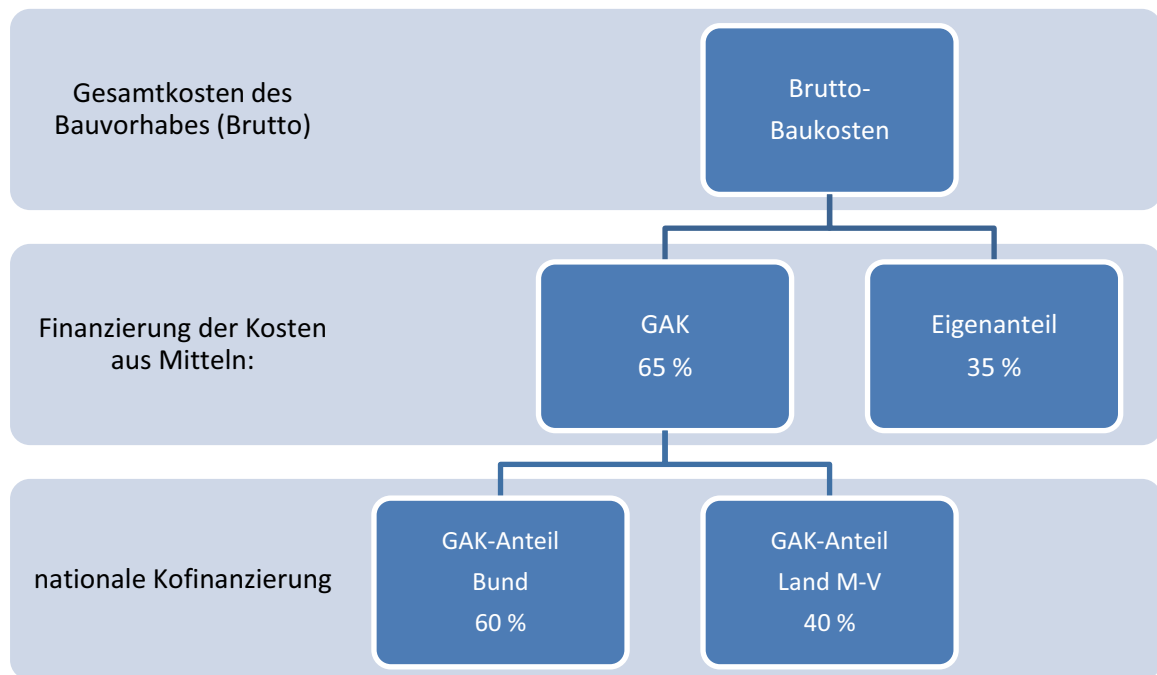 Gesamtkosten des
Bauvorhabes (Brutto)
Brutto-
Baukosten
Finanzierung der Kosten
aus Mitteln:
GAK
65 %
Eigenanteil
35 %
nationale Kofinanzierung
GAK-Anteil
Bund
60 %
GAK-Anteil
Land M-V
40 %